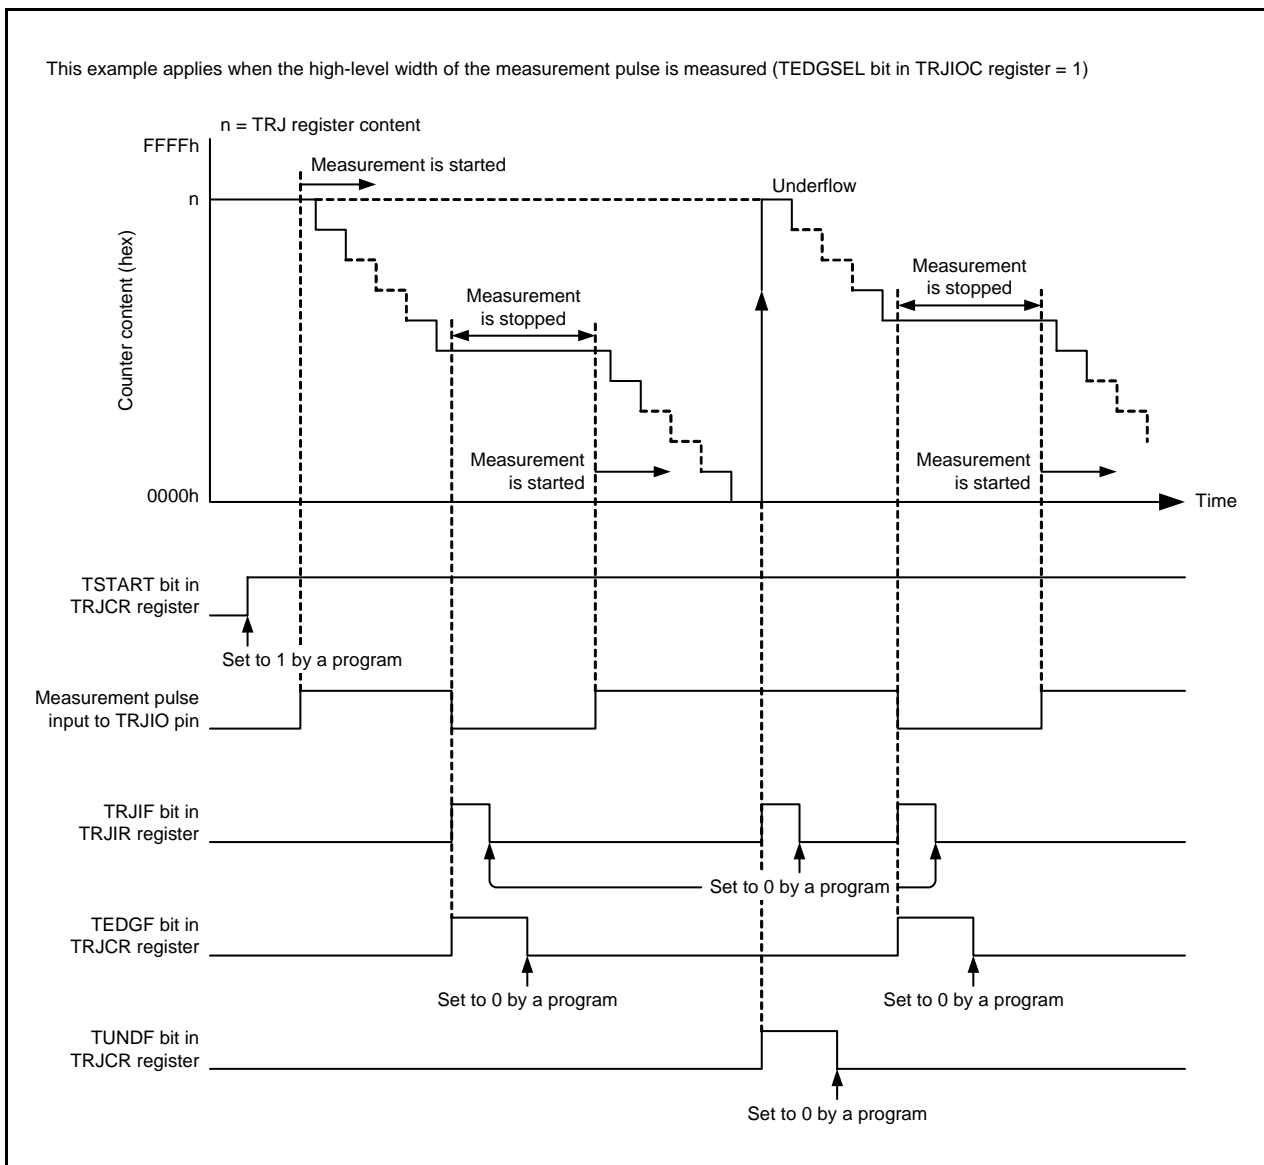 This example applies when the high-level width of the measurement pulse is measured (TEDGSEL bit in TRJIOC register = 1)
n = TRJ register content
FFFFh
Measurement is started
n
Underflow
Counter content (hex)
Measurement
is stopped
Measurement
is stopped
Measurement
is started
Measurement
is started
0000h
Time
TSTART bit in
TRJCR register
Set to 1 by a program
Measurement pulse
input to TRJIO pin
TRJIF bit in
TRJIR register
Set to 0 by a program
TEDGF bit in
TRJCR register
Set to 0 by a program
Set to 0 by a program
TUNDF bit in
TRJCR register
Set to 0 by a program